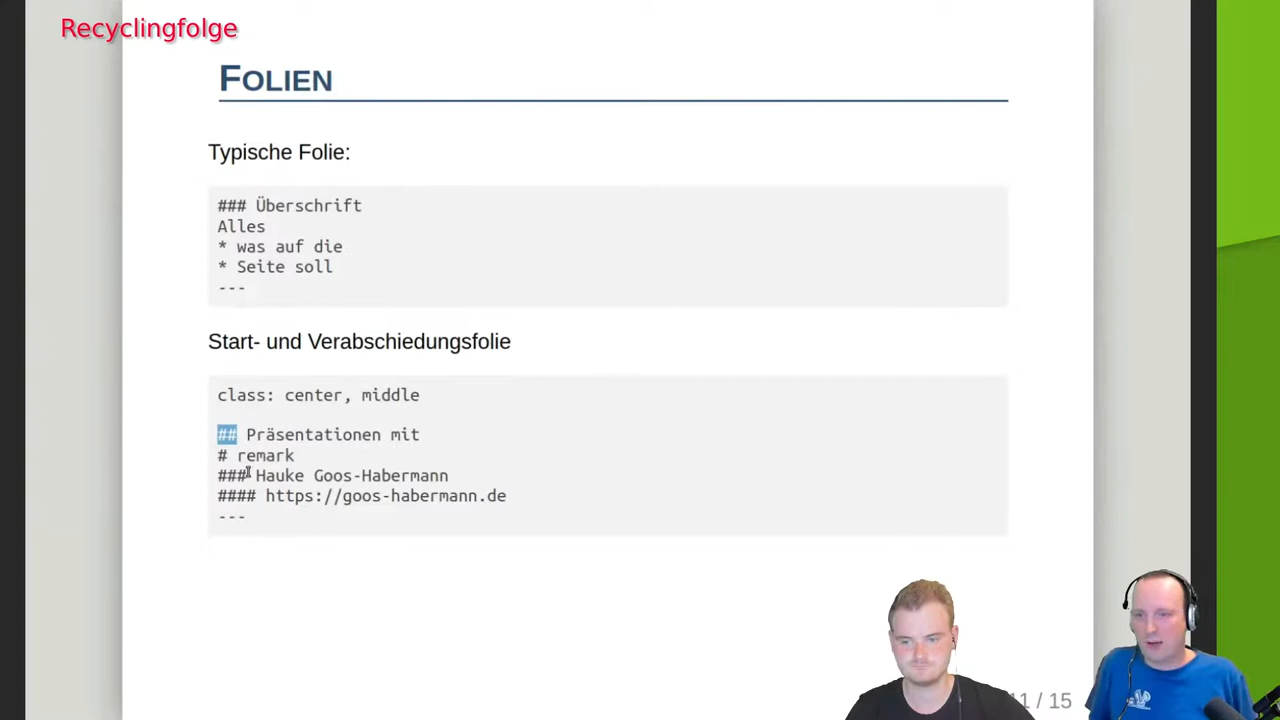 Recyclingfolge
FOLIEN
Typische Folie:
### Überschrift
Alles
* was auf die
* Seite soll
---
Start- und Verabschiedungsfolie
class: center, middle
## Präsentationen mit
# remark
### Hauke Goos-Habermann
#### https://goos-habermann.de
---
11 / 15